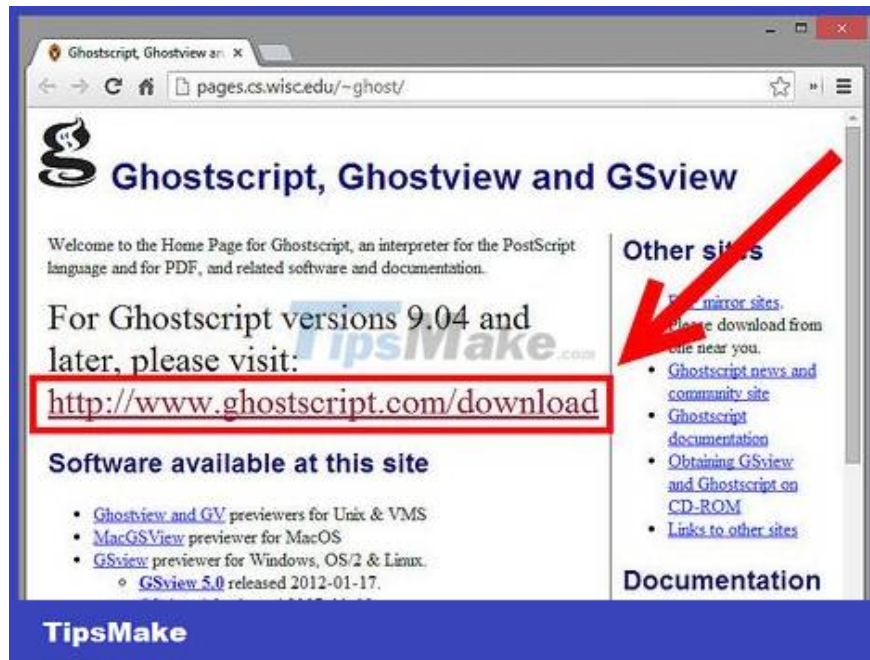 Ghostscript, Ghostview an
pages.cs.wisc.edu/~ghost/
g
Ghostscript, Ghostview and GSview
Welcome to the Home Page for Ghostscript, an interpreter for the PostScript
language and for PDF, and related software and documentation.
For Ghostscript versions 9.04 and
later, please visit:
http://www.ghostscript.com/download
TipsMake.com
Software available at this site
Ghostview and GV previewers for Unix & VMS
MacGSView previewer for MacOS
GSview previewer for Windows, OS/2 & Linux.
GSview 5.0 released 2012-01-17.
Other sites
mirror sites.
Please download from
one near you.
Ghostscript news and
community site
Ghostscript
documentation
Obtaining GSview
and Ghostscript on
CD-ROM
Links to other sites
Documentation
TipsMake